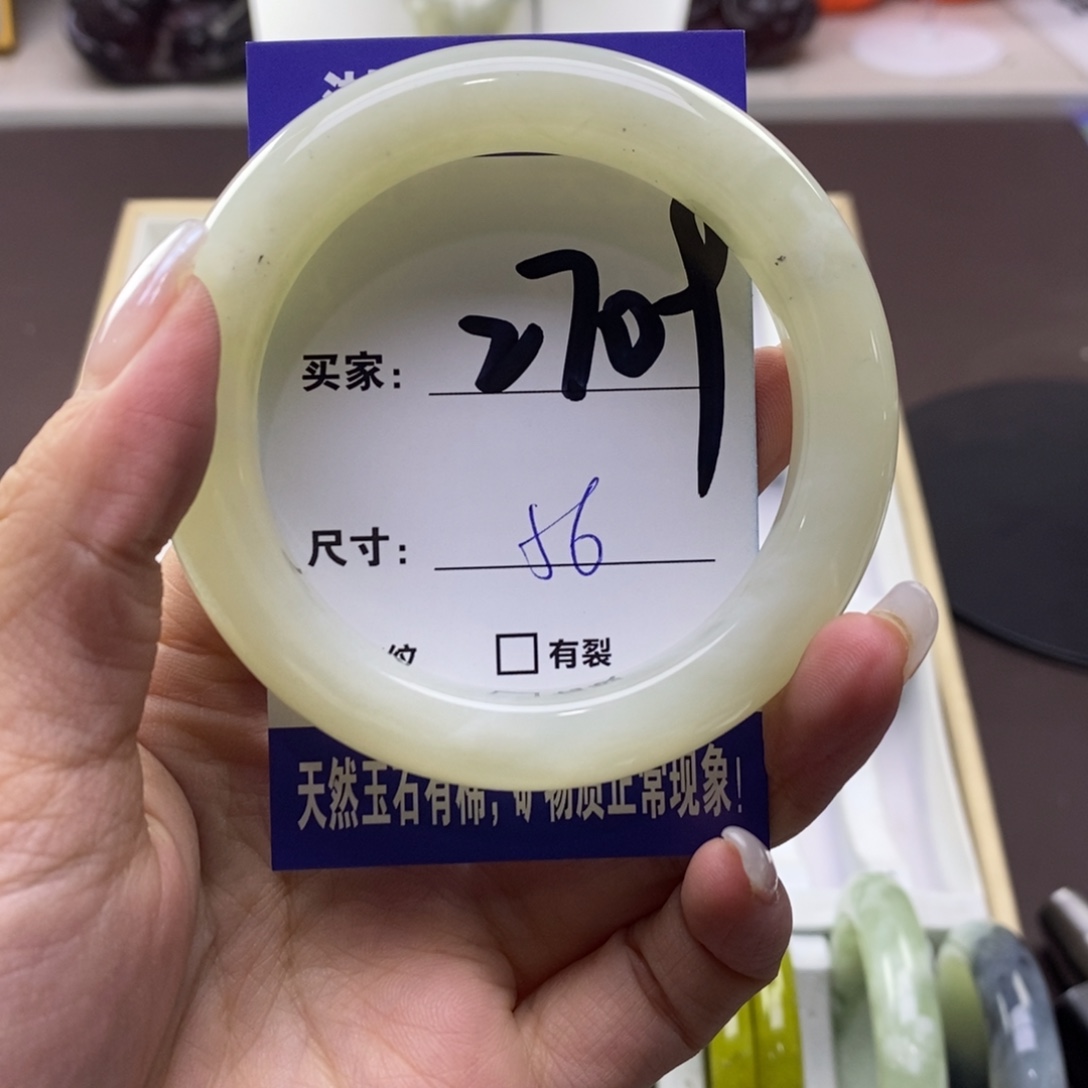 买家: 2704
尺寸: 56
纹 □有裂
天然玉石有棉, 矿物质正常现象!